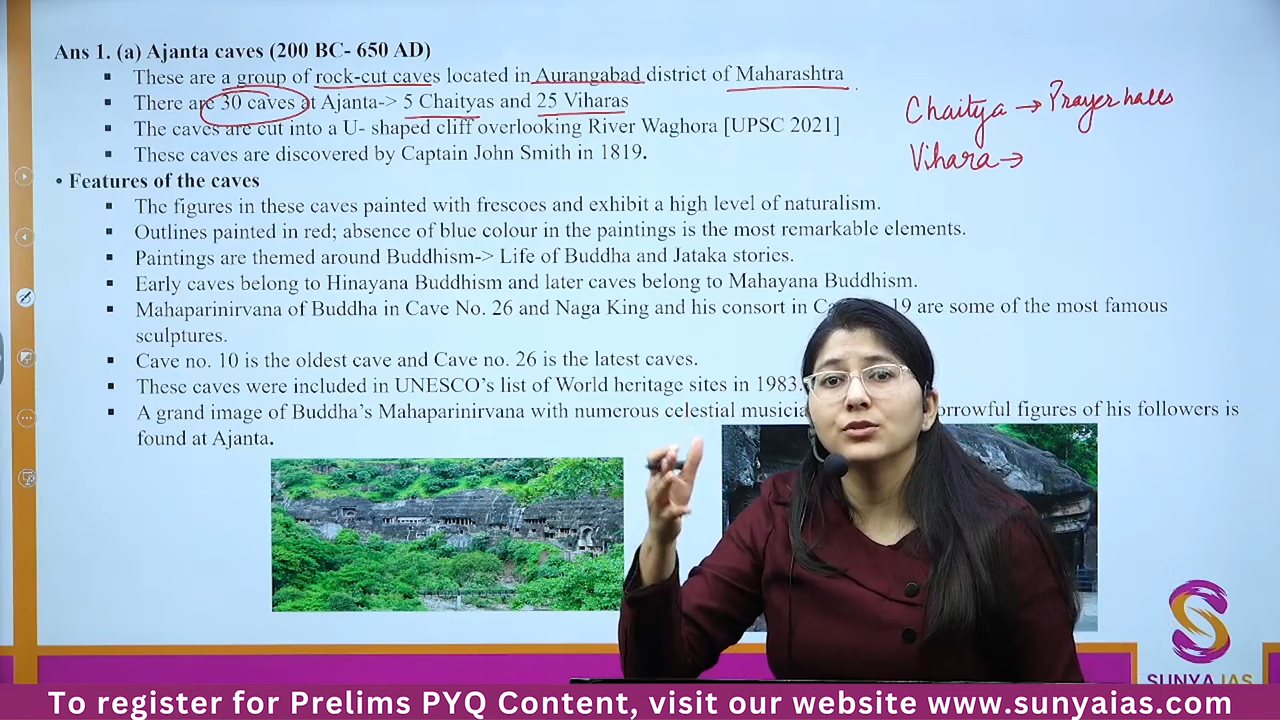 Ans 1. (a) Ajanta caves (200 BC- 650 AD)
▪ These are a group of rock-cut caves located in Aurangabad district of Maharashtra
▪ There are 30 caves at Ajanta-> 5 Chaityas and 25 Viharas
Chaitya → Prayer halls
▪ The caves are cut into a U- shaped cliff overlooking River Waghora [UPSC 2021]
Vihara →
▪ These caves are discovered by Captain John Smith in 1819.
• Features of the caves
▪ The figures in these caves painted with frescoes and exhibit a high level of naturalism.
▪ Outlines painted in red; absence of blue colour in the paintings is the most remarkable elements.
▪ Paintings are themed around Buddhism-> Life of Buddha and Jataka stories.
▪ Early caves belong to Hinayana Buddhism and later caves belong to Mahayana Buddhism.
▪ Mahaparinirvana of Buddha in Cave No. 26 and Naga King and his consort in 19 are some of the most famous
sculptures.
▪ Cave no. 10 is the oldest cave and Cave no. 26 is the latest caves.
▪ These caves were included in UNESCO's list of World heritage sites in 1983.
▪ A grand image of Buddha's Mahaparinirvana with numerous celestial figures of his followers is
found at Ajanta.
SUNYA IAS
To register for Prelims PYQ Content, visit our website www.sunyaias.com